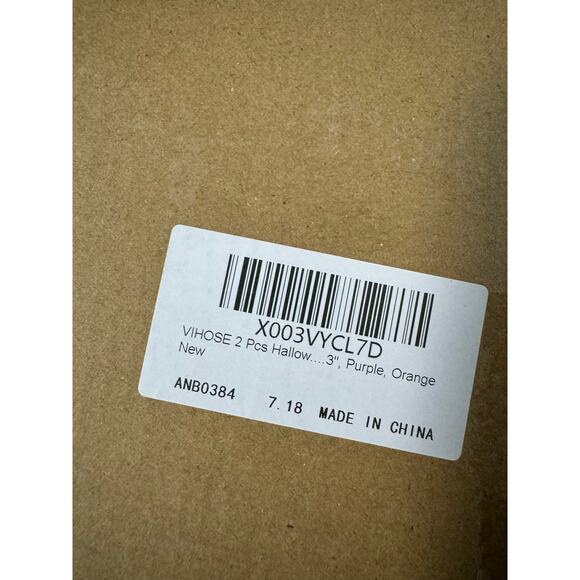 X003VYCL7D
VIHOSE 2 Pcs Hallow....3", Purple, Orange
New
ANB0384 7.18 MADE IN CHINA